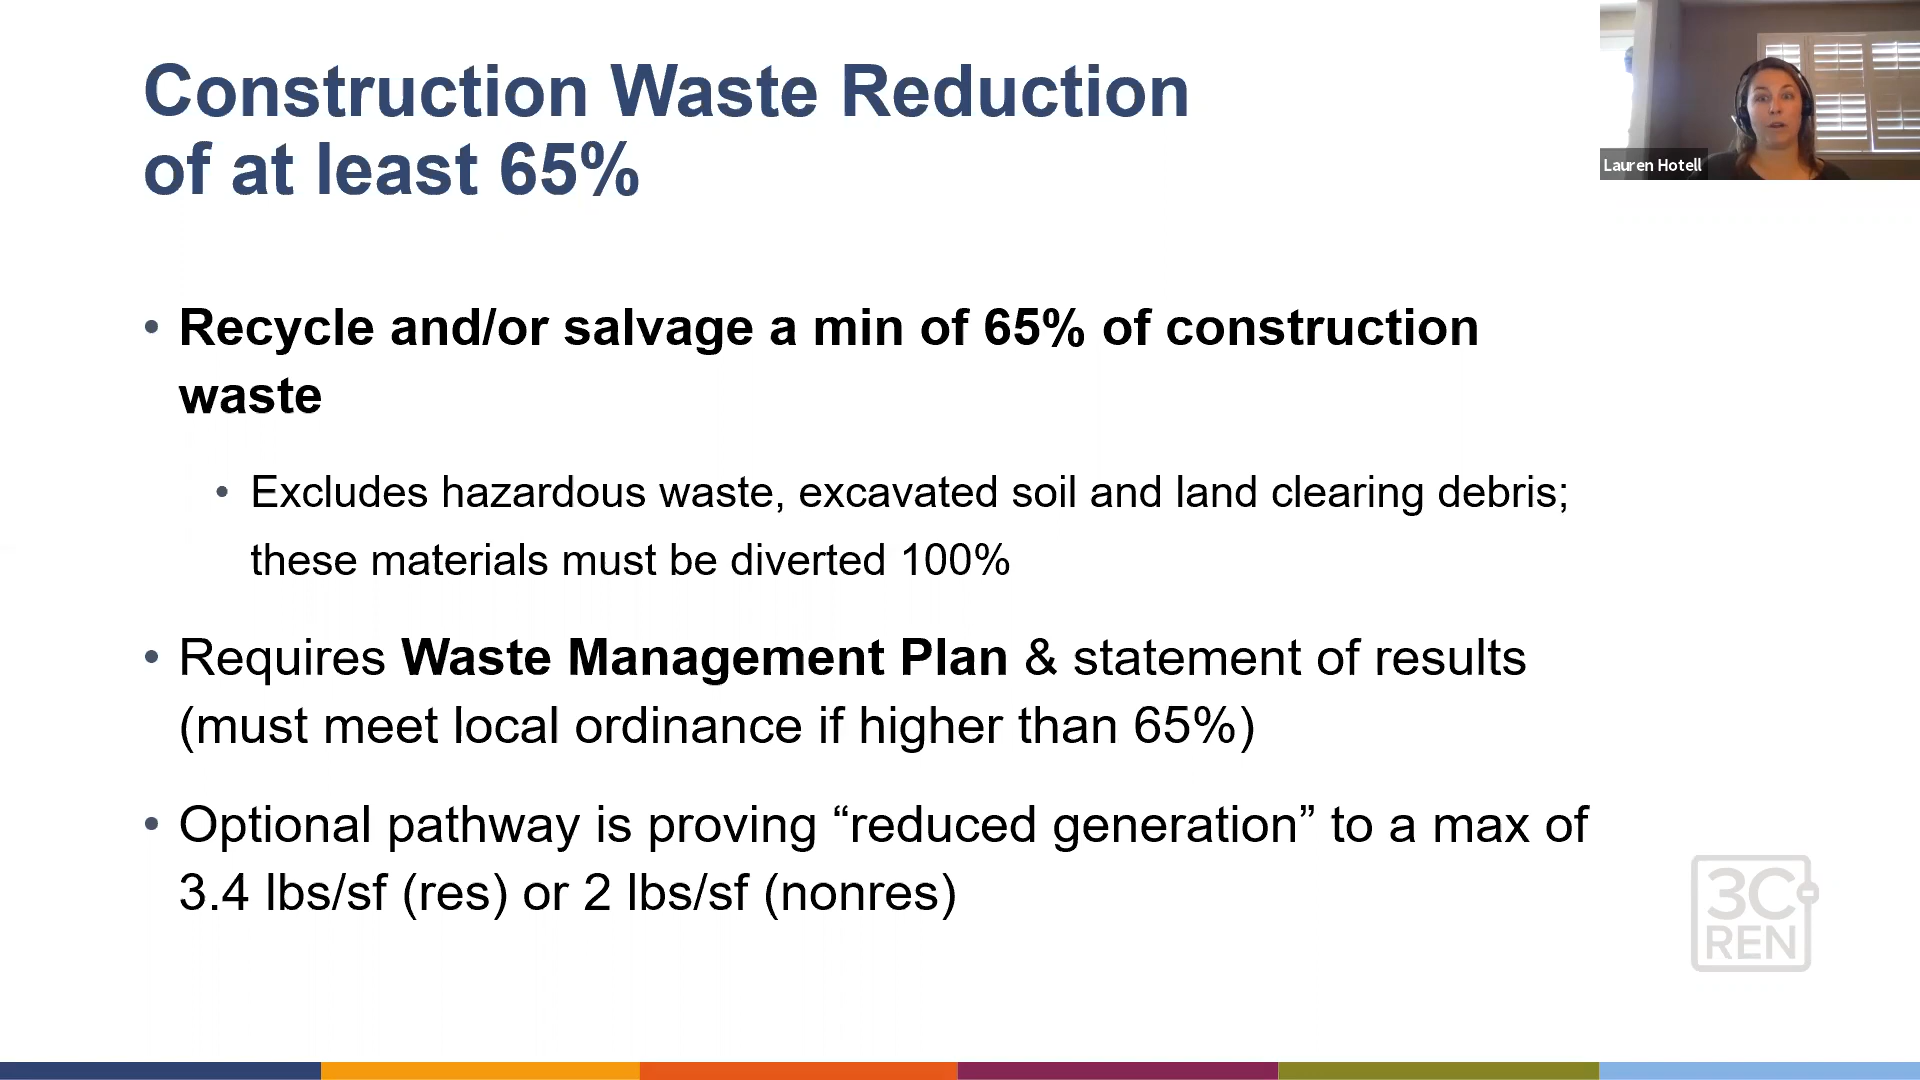 Construction Waste Reduction
of at least 65%
Lauren Hotell
• Recycle and/or salvage a min of 65% of construction
waste
• Excludes hazardous waste, excavated soil and land clearing debris;
these materials must be diverted 100%
• Requires Waste Management Plan & statement of results
(must meet local ordinance if higher than 65%)
• Optional pathway is proving “reduced generation” to a max of
3.4 lbs/sf (res) or 2 lbs/sf (nonres)
3C
REN